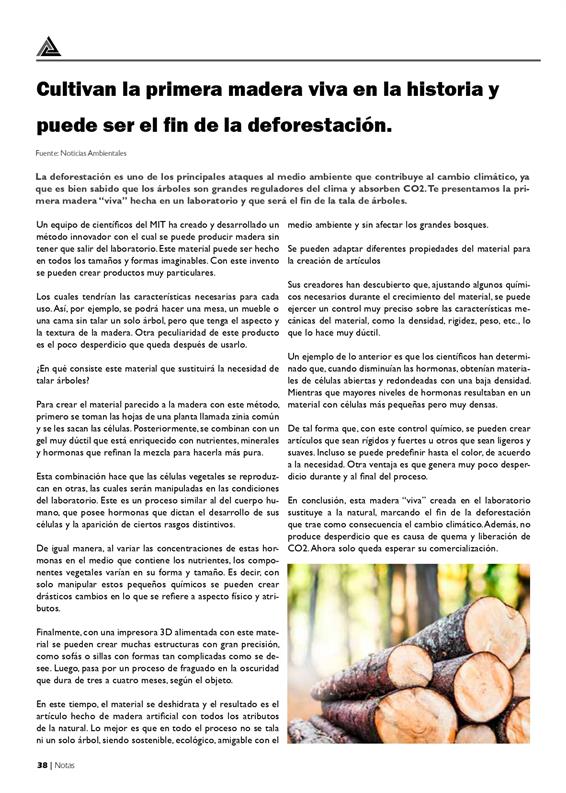 Cultivan la primera madera viva en la historia y
puede ser el fin de la deforestación.
Fuente: Noticias Ambientales
La deforestación es uno de los principales ataques al medio ambiente que contribuye al cambio climático, ya
que es bien sabido que los árboles son grandes reguladores del clima y absorben CO2. Te presentamos la pri-
mera madera “viva” hecha en un laboratorio y que será el fin de la tala de árboles.
Un equipo de científicos del MIT ha creado y desarrollado un
método innovador con el cual se puede producir madera sin
tener que salir del laboratorio. Este material puede ser hecho
en todos los tamaños y formas imaginables. Con este invento
se pueden crear productos muy particulares.
Los cuales tendrían las características necesarias para cada
uso. Así, por ejemplo, se podrá hacer una mesa, un mueble o
una cama sin talar un solo árbol, pero que tenga el aspecto y
la textura de la madera. Otra peculiaridad de este producto
es el poco desperdicio que queda después de usarlo.
¿En qué consiste este material que sustituirá la necesidad de
talar árboles?
Para crear el material parecido a la madera con este método,
primero se toman las hojas de una planta llamada zinia común
y se les sacan las células. Posteriormente, se combinan con un
gel muy dúctil que está enriquecido con nutrientes, minerales
y hormonas que refinan la mezcla para hacerla más pura.
Esta combinación hace que las células vegetales se reproduz-
can en otras, las cuales serán manipuladas en las condiciones
del laboratorio. Este es un proceso similar al del cuerpo hu-
mano, que posee hormonas que dictan el desarrollo de sus
células y la aparición de ciertos rasgos distintivos.
De igual manera, al variar las concentraciones de estas hor-
monas en el medio que contiene los nutrientes, los compo-
nentes vegetales varían en su forma y tamaño. Es decir, con
solo manipular estos pequeños químicos se pueden crear
drásticos cambios en lo que se refiere a aspecto físico y atri-
butos.
Finalmente, con una impresora 3D alimentada con este mate-
rial se pueden crear muchas estructuras con gran precisión,
como sofás o sillas con formas tan complicadas como se de-
see. Luego, pasa por un proceso de fraguado en la oscuridad
que dura de tres a cuatro meses, según el objeto.
En este tiempo, el material se deshidrata y el resultado es el
artículo hecho de madera artificial con todos los atributos
de la natural. Lo mejor es que en todo el proceso no se tala
ni un solo árbol, siendo sostenible, ecológico, amigable con el
medio ambiente y sin afectar los grandes bosques.
Se pueden adaptar diferentes propiedades del material para
la creación de artículos
Sus creadores han descubierto que, ajustando algunos quími-
cos necesarios durante el crecimiento del material, se puede
ejercer un control muy preciso sobre las características me-
cánicas del material, como la densidad, rigidez, peso, etc., lo
que lo hace muy dúctil.
Un ejemplo de lo anterior es que los científicos han determi-
nado que, cuando disminuían las hormonas, obtenían materia-
les de células abiertas y redondeadas con una baja densidad.
Mientras que mayores niveles de hormonas resultaban en un
material con células más pequeñas pero muy densas.
De tal forma que, con este control químico, se pueden crear
artículos que sean rígidos y fuertes u otros que sean ligeros y
suaves. Incluso se puede predefinir hasta el color, de acuerdo
a la necesidad. Otra ventaja es que genera muy poco desper-
dicio durante y al final del proceso.
En conclusión, esta madera “viva” creada en el laboratorio
sustituye a la natural, marcando el fin de la deforestación
que trae como consecuencia el cambio climático. Además, no
produce desperdicio que es causa de quema y liberación de
CO2. Ahora solo queda esperar su comercialización.
38 | Notas